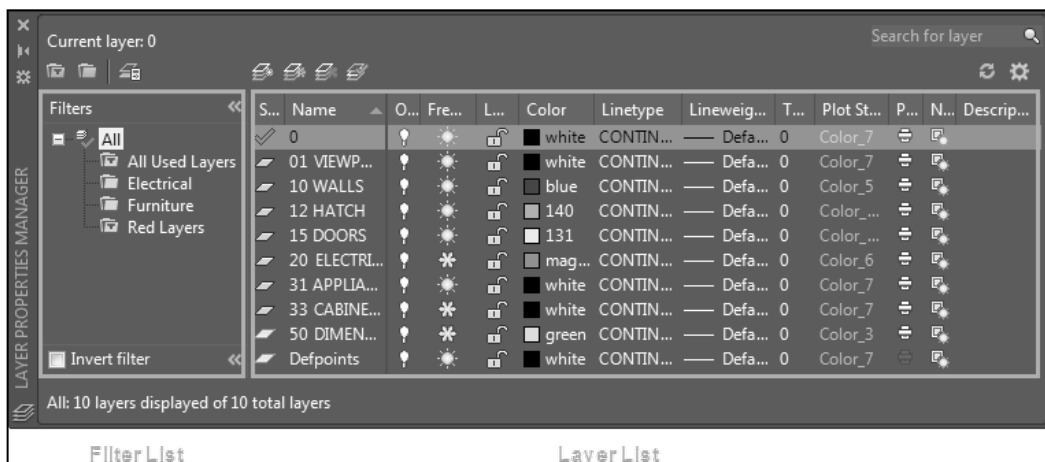 Current layer: 0
Search for layer
Filters
S... Name O... Fre... L... Color Linetype Lineweig... T... Plot St... P... N... Descrip...
All
All Used Layers
Electrical
Furniture
Red Layers
0 white CONTIN... Defa... 0 Color_7
01 VIEWP... white CONTIN... Defa... 0 Color_7
10 WALLS blue CONTIN... Defa... 0 Color_5
12 HATCH 140 CONTIN... Defa... 0 Color_...
15 DOORS 131 CONTIN... Defa... 0 Color_...
20 ELECTRI... mag... CONTIN... Defa... 0 Color_6
31 APPLIA... white CONTIN... Defa... 0 Color_7
33 CABINE... white CONTIN... Defa... 0 Color_7
50 DIMEN... green CONTIN... Defa... 0 Color_3
Defpoints white CONTIN... Defa... 0 Color_7
Invert filter
LAYER PROPERTIES MANAGER
All: 10 layers displayed of 10 total layers
Filter List
Layer List